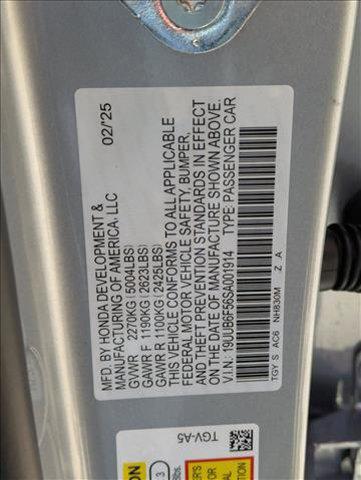 MFD. BY HONDA DEVELOPMENT &
MANUFACTURING OF AMERICA, LLC
02/'25
GVWR 2270KG (5004LBS)
GAWR F 1190KG (2623LBS)
GAWR R 1100KG (2425LBS)
THIS VEHICLE CONFORMS TO ALL APPLICABLE
FEDERAL MOTOR VEHICLE SAFETY, BUMPER,
AND THEFT PREVENTION STANDARDS IN EFFECT
ON THE DATE OF MANUFACTURE SHOWN ABOVE.
V.I.N.: 19UUB6F56SA001914 TYPE: PASSENGER CAR
TGY S AC6 NH830M Z A
TGV-A5